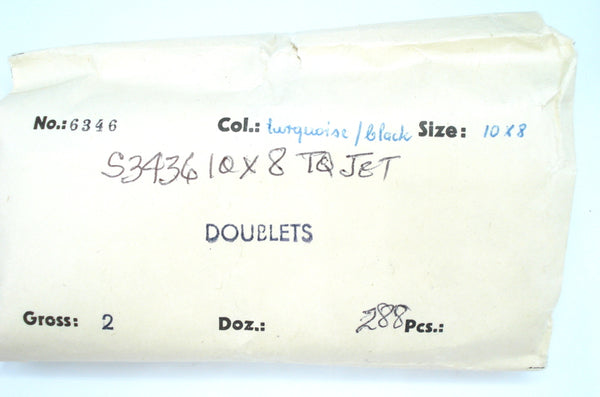 No.: 6346 Col.: turquoise/black Size: 10X8
S3436 10X8 TQ JET
DOUBLETS
Gross: 2 Doz.: 288 Pcs.: